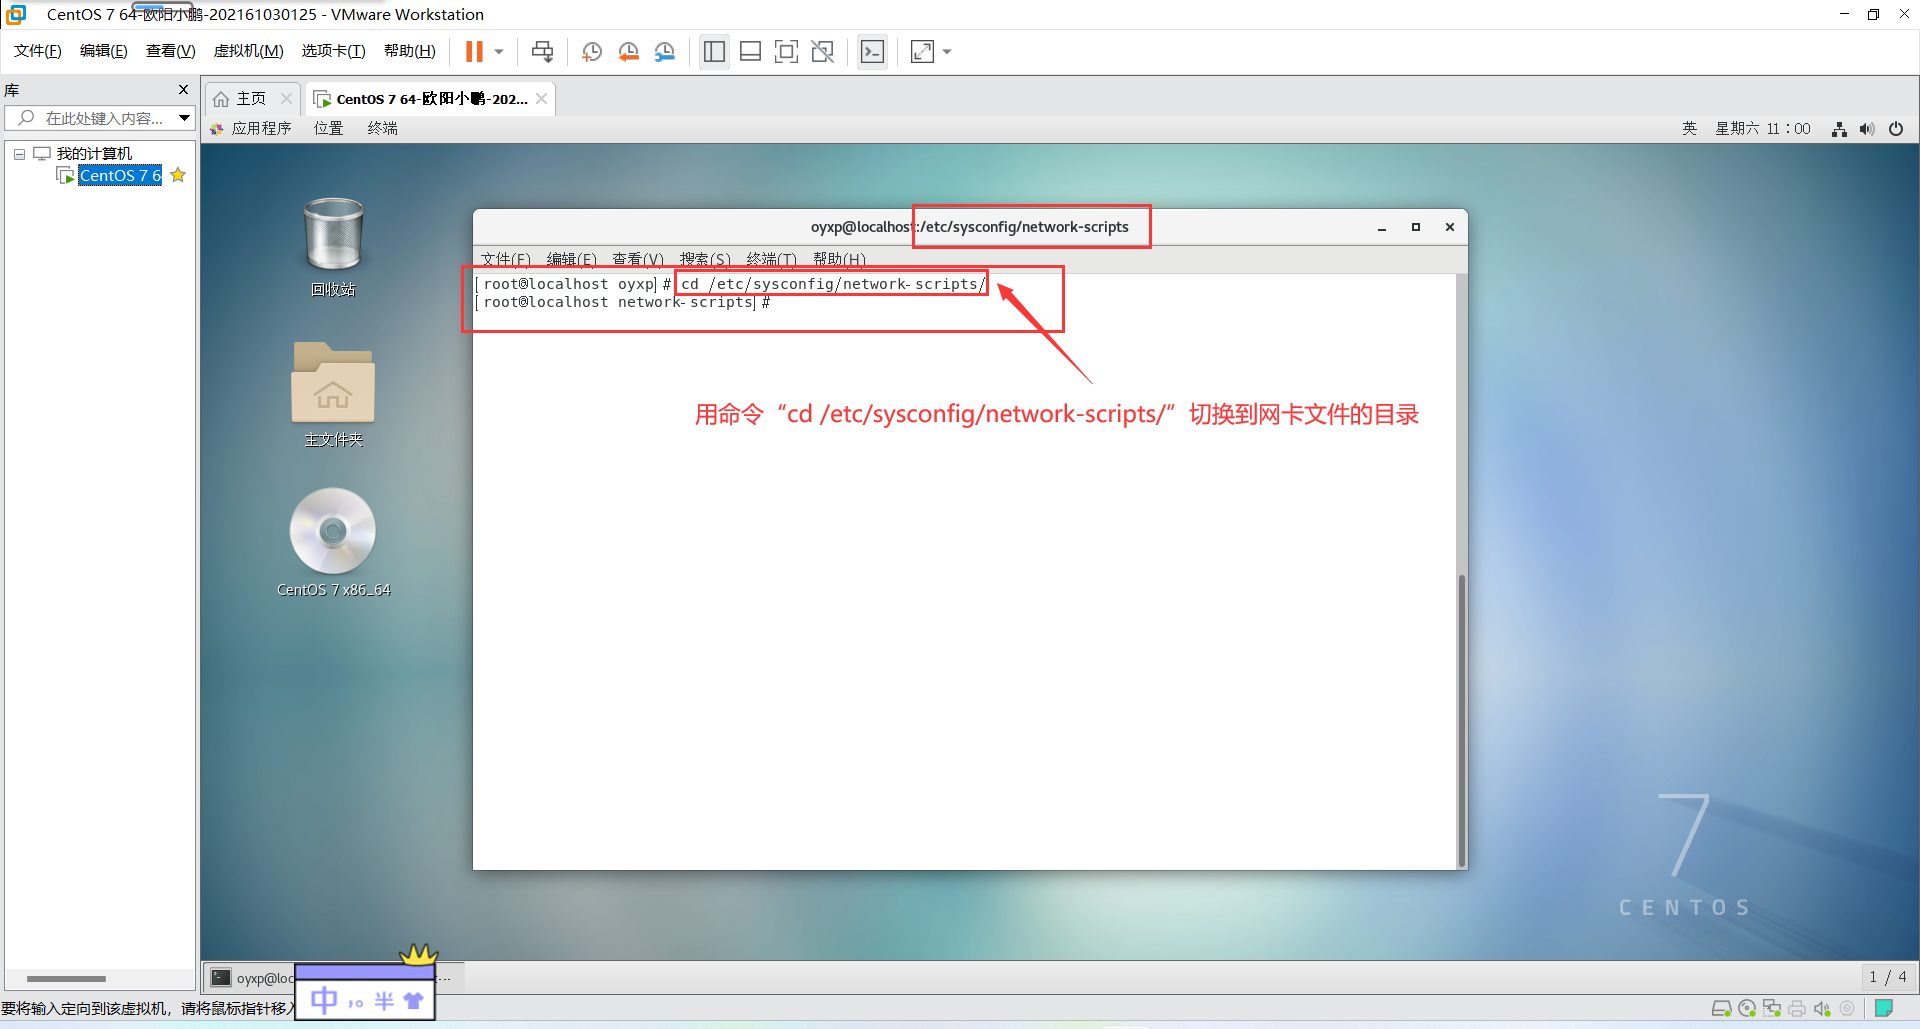 CentOS 7 64-欧阳小鹏-202161030125 - VMware Workstation
文件(F) 编辑(E) 查看(V) 虚拟机(M) 选项卡(T) 帮助(H)
库
在此处键入内容...
我的计算机
CentOS 7 6
主页
CentOS 7 64-欧阳小鹏-202...
应用程序 位置 终端
英 星期六 11:00
回收站
主文件夹
CentOS 7 x86_64
oyxp@localhost:/etc/sysconfig/network-scripts
文件(F) 编辑(E) 查看(V) 搜索(S) 终端(T) 帮助(H)
[root@localhost oyxp]# cd /etc/sysconfig/network-scripts/
[root@localhost network-scripts]#
用命令“cd /etc/sysconfig/network-scripts/”切换到网卡文件的目录
7
CENTOS
oyxp@loc
...
1 / 4
中 ,。 半
要将输入定向到该虚拟机，请将鼠标指针移